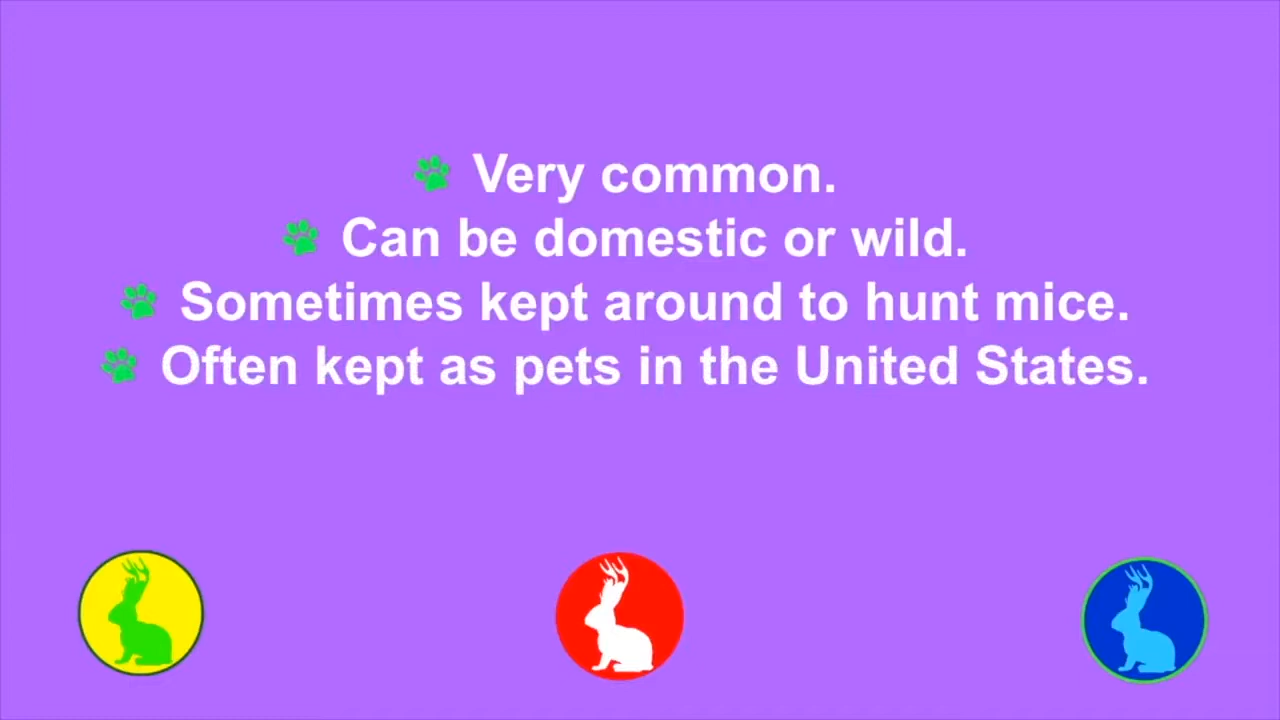 Very common.
Can be domestic or wild.
Sometimes kept around to hunt mice.
Often kept as pets in the United States.